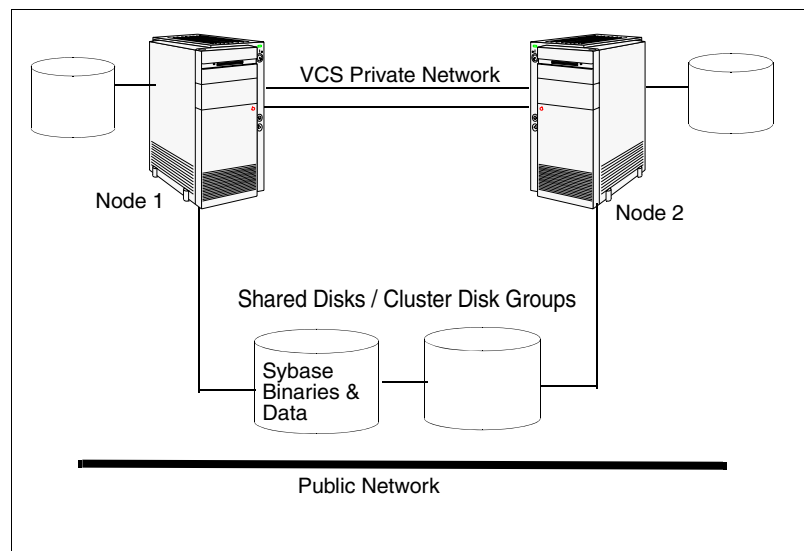 VCS Private Network
Node 1
Node 2
Shared Disks / Cluster Disk Groups
Sybase
Binaries &
Data
Public Network